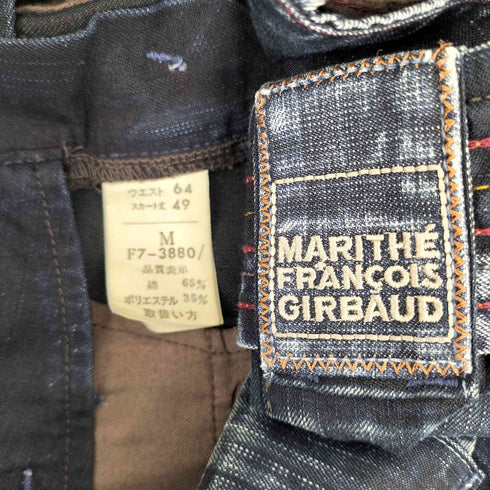 ウエスト 64
スカート丈 49
M
F7-3880/
品質表示
綿 65%
ポリエステル 35%
取扱い方
MARITHÉ
FRANÇOIS
GIRBAUD